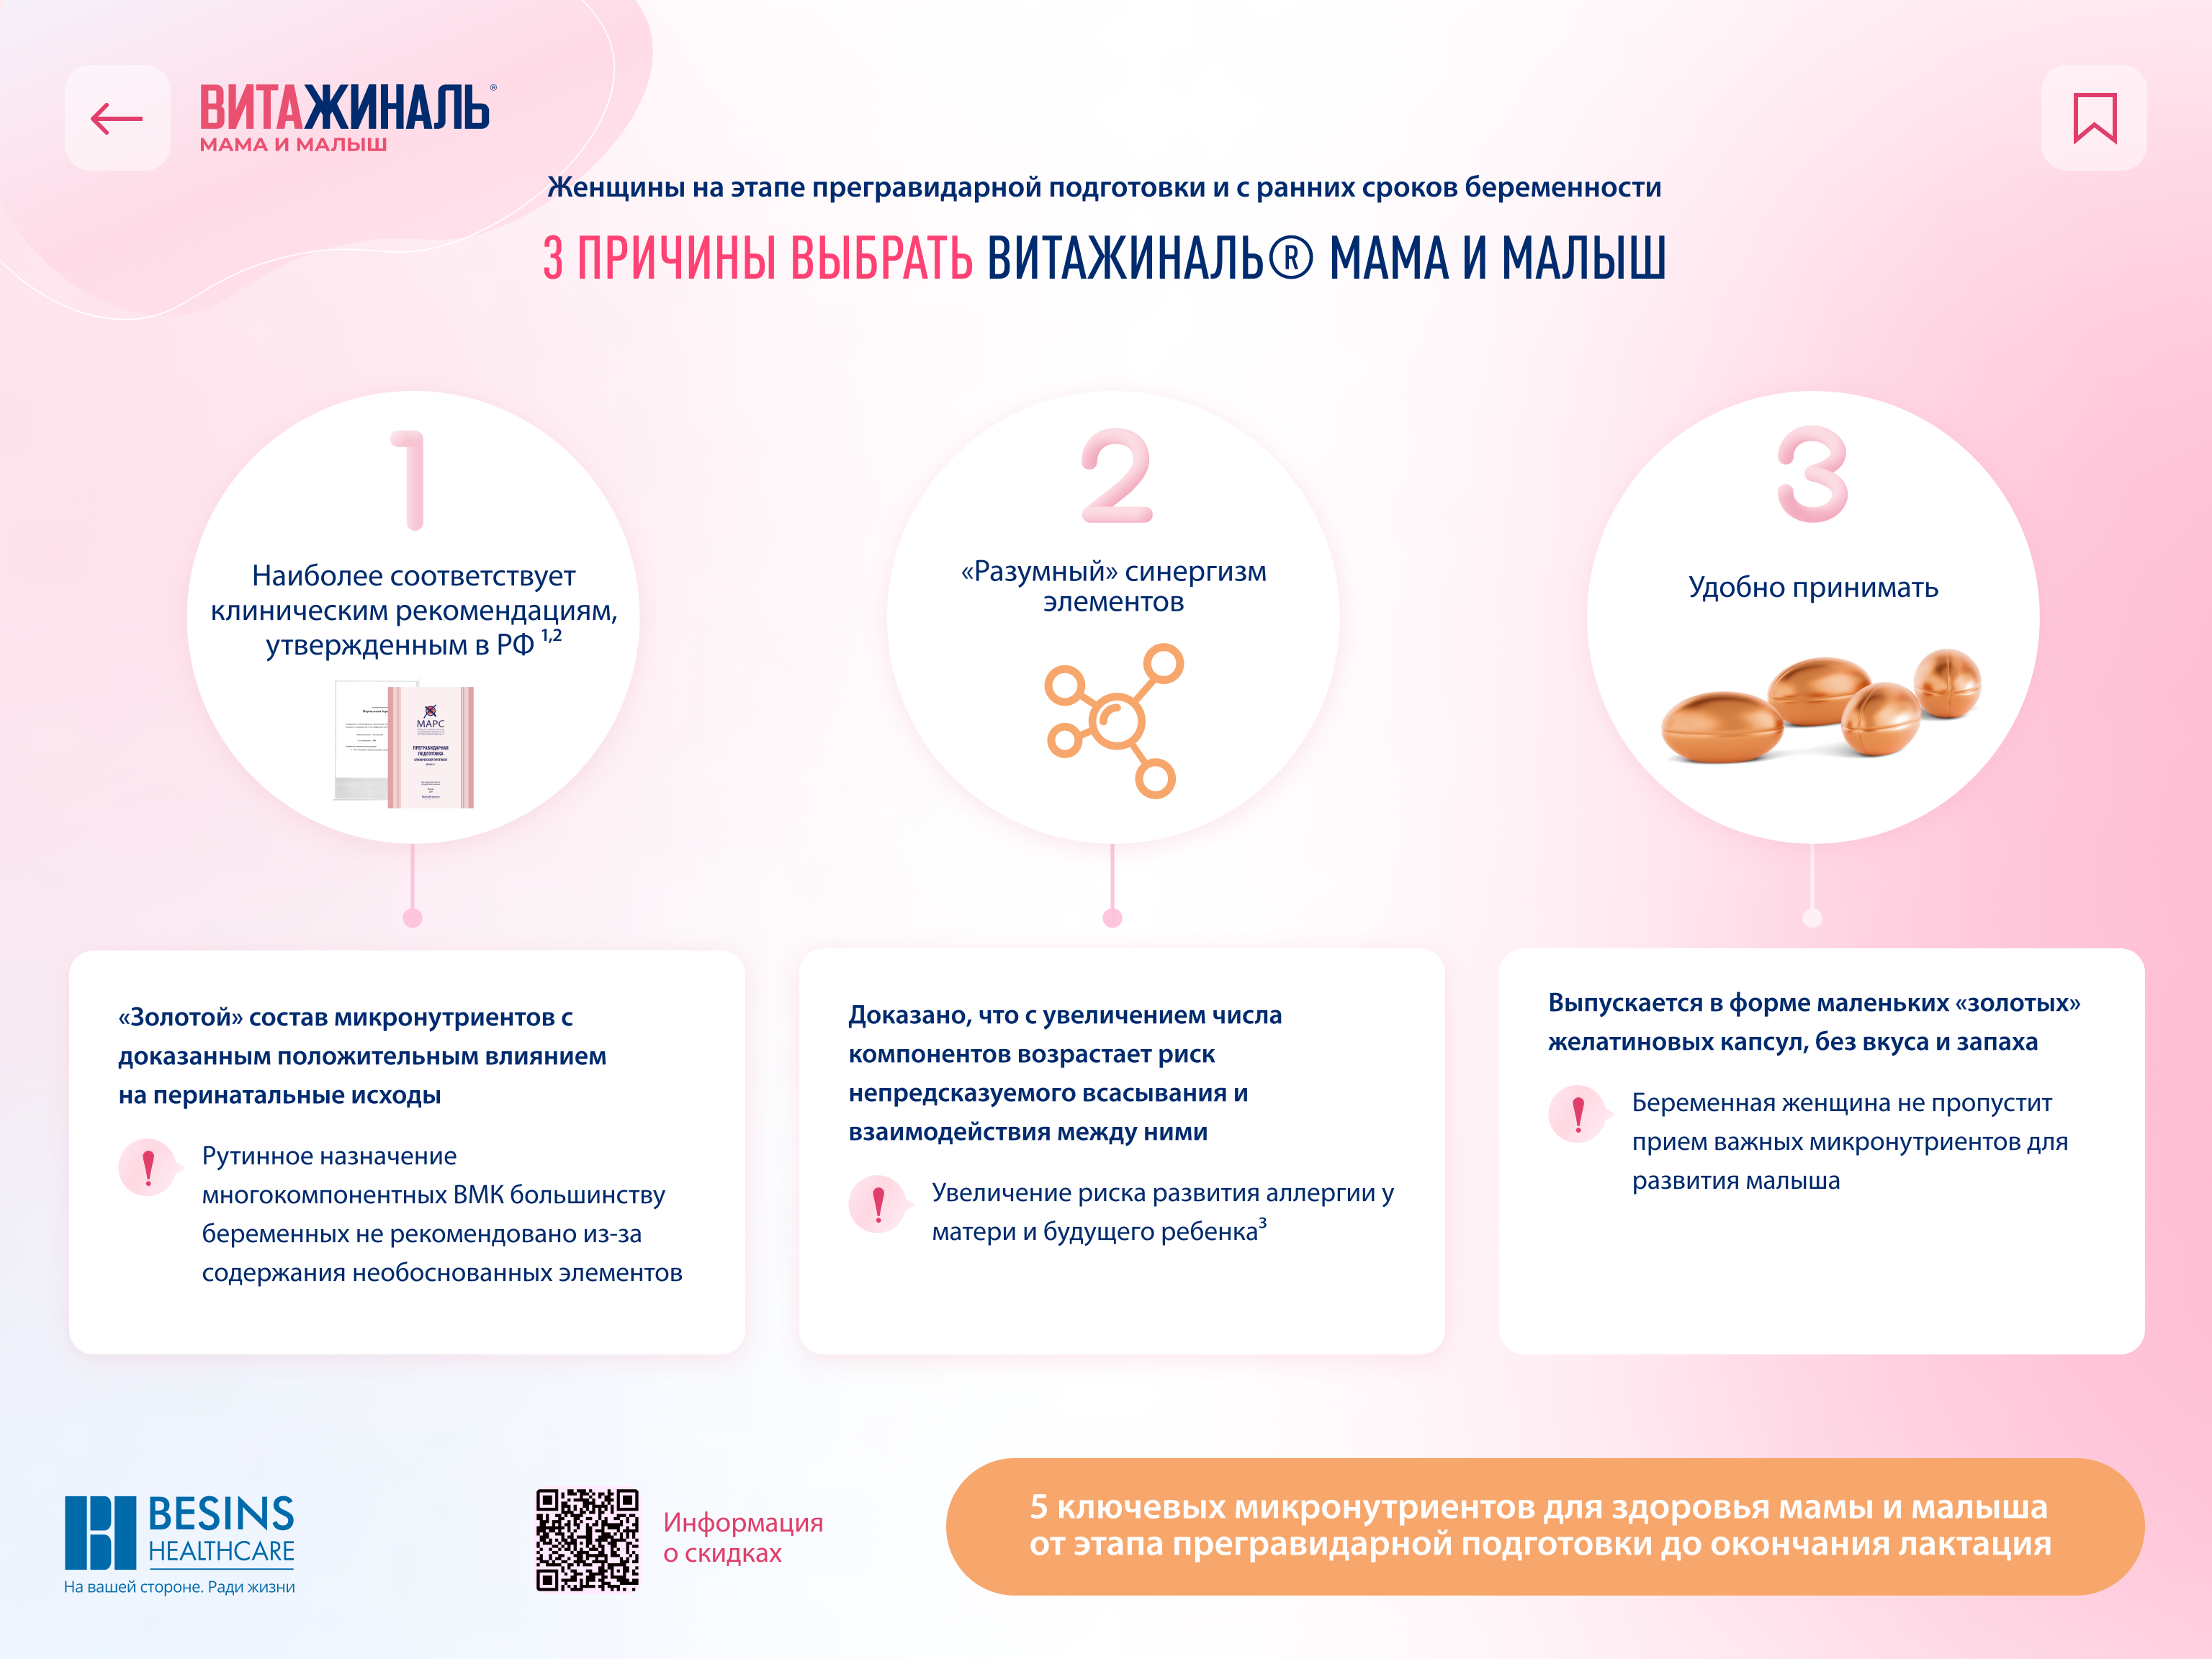 ВИТАЖИНАЛЬ®
МАМА И МАЛЫШ
Женщины на этапе прегравидарной подготовки и с ранних сроков беременности
3 ПРИЧИНЫ ВЫБРАТЬ ВИТАЖИНАЛЬ® МАМА И МАЛЫШ
1
Наиболее соответствует
клиническим рекомендациям,
утвержденным в РФ 1,2
МАРС
ПРЕГРАВИДАРНАЯ
ПОДГОТОВКА
«Золотой» состав микронутриентов с
доказанным положительным влиянием
на перинатальные исходы
Рутинное назначение
многокомпонентных ВМК большинству
беременных не рекомендовано из-за
содержания необоснованных элементов
2
«Разумный» синергизм
элементов
Доказано, что с увеличением числа
компонентов возрастает риск
непредсказуемого всасывания и
взаимодействия между ними
Увеличение риска развития аллергии у
матери и будущего ребенка3
3
Удобно принимать
Выпускается в форме маленьких «золотых»
желатиновых капсул, без вкуса и запаха
Беременная женщина не пропустит
прием важных микронутриентов для
развития малыша
BESINS
HEALTHCARE
На вашей стороне. Ради жизни
Информация
о скидках
5 ключевых микронутриентов для здоровья мамы и малыша
от этапа прегравидарной подготовки до окончания лактация